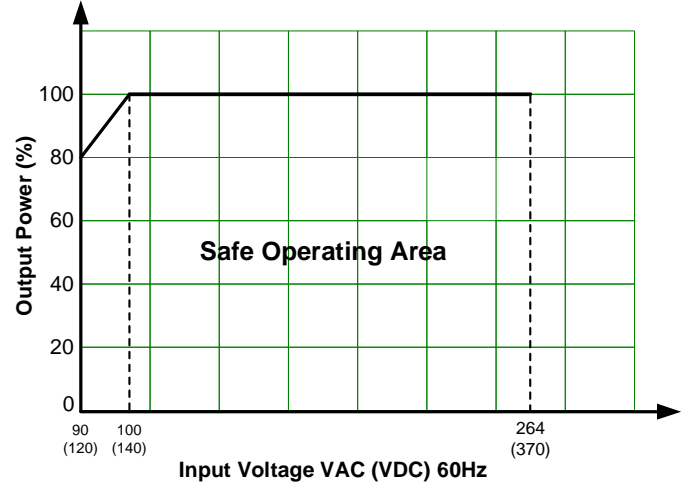 Output Power (%)
100
80
60
40
20
0
Safe Operating Area
90 100 264
(120) (140) (370)
Input Voltage VAC (VDC) 60Hz